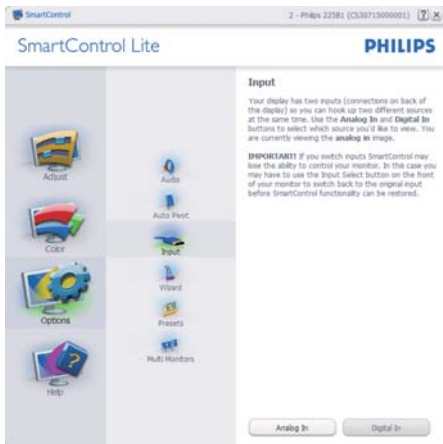 SmartControl
2 - Philips 225B1 (CS30715000001)
SmartControl Lite
PHILIPS
Adjust
Color
Options
Help
Audio
Auto Pivot
Input
Wizard
Presets
Multi Monitors
Input
Your display has two inputs (connections on back of
this display) so you can hook up two different sources
at the same time. Use the Analog In and Digital In
buttons to select which source you'd like to view. You
are currently viewing the analog in image.
IMPORTANT! If you switch inputs SmartControl may
lose the ability to control your monitor. In this case you
may have to use the Input Select button on the front
of your monitor to switch back to the original input
before SmartControl functionality can be restored.
Analog In
Digital In